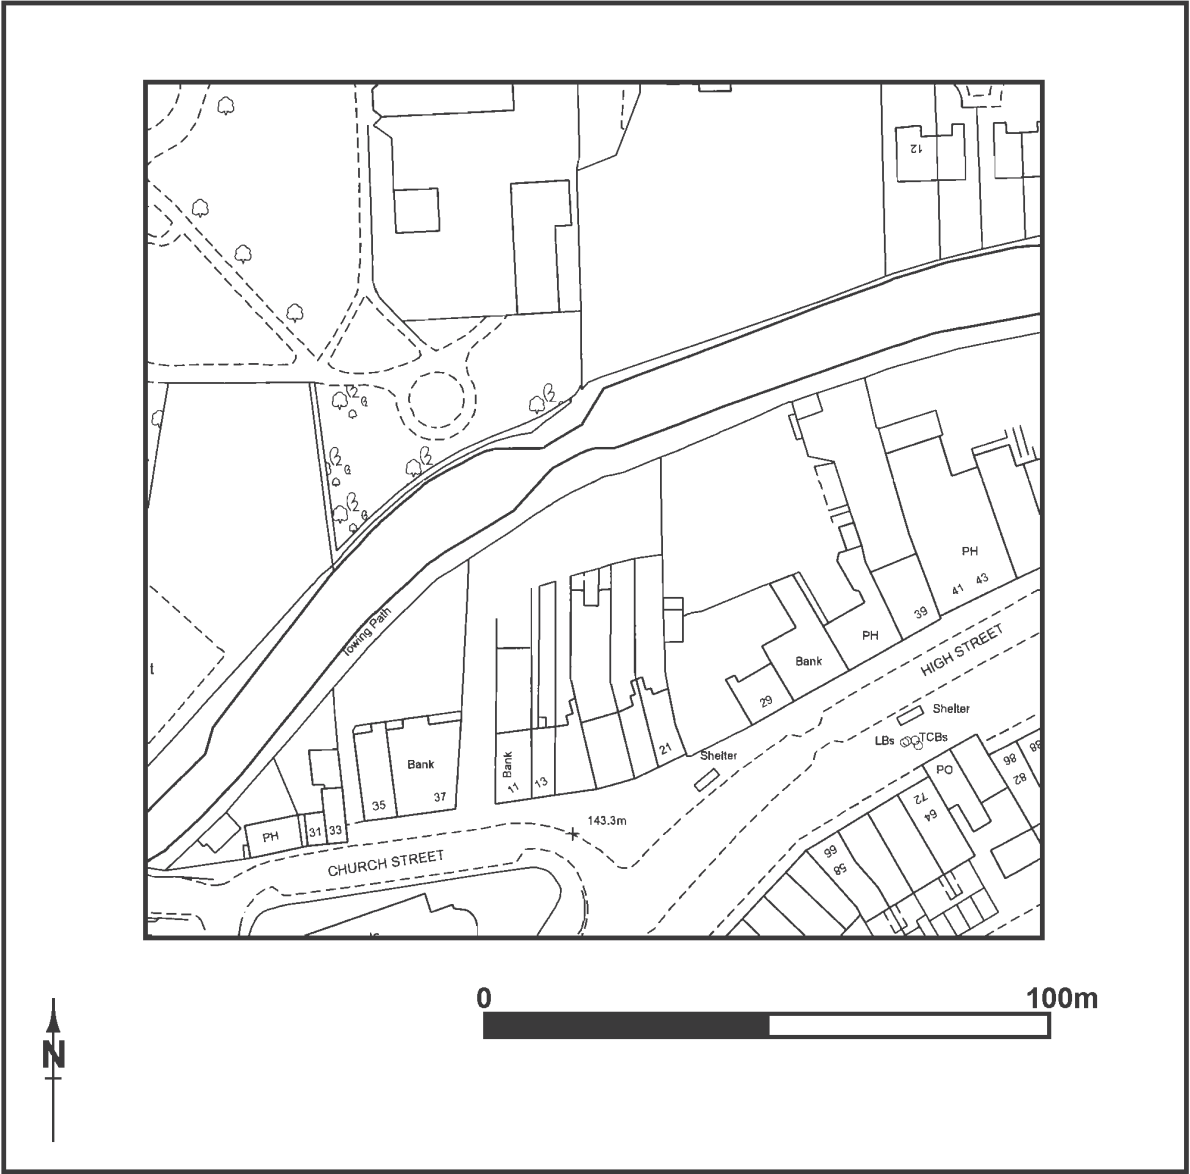 12
PH
41
43
39
PH
HIGH STREET
Bank
29
Towing Path
t
Shelter
LBs
TCBs
21
Shelter
Bank
Bank
11
13
35
37
PO
88
86
82
72
64
143.3m
PH
31
33
66
58
CHURCH STREET
0
100m
N